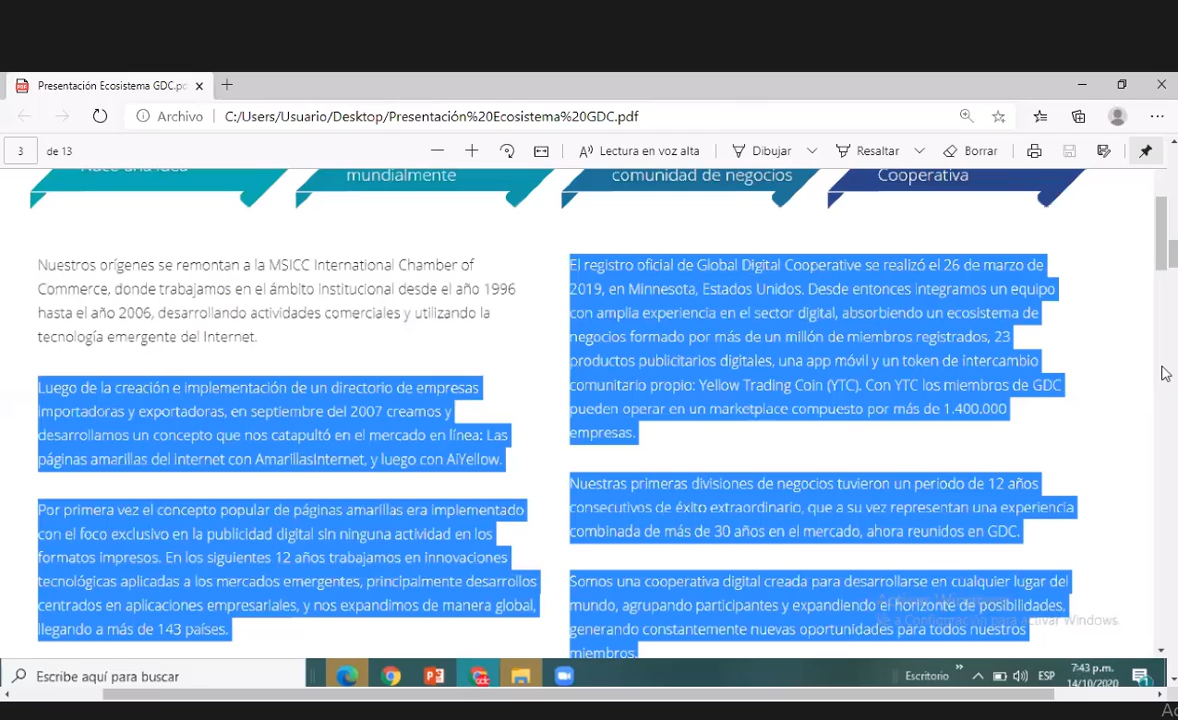 Presentación Ecosistema GDC.pdf
Archivo C:/Users/Usuario/Desktop/Presentación%20Ecosistema%20GDC.pdf
3 de 13 Lectura en voz alta Dibujar Resaltar Borrar
Nace una idea
mundialmente
comunidad de negocios
Cooperativa
Nuestros orígenes se remontan a la MSICC International Chamber of
Commerce, donde trabajamos en el ámbito institucional desde el año 1996
hasta el año 2006, desarrollando actividades comerciales y utilizando la
tecnología emergente del Internet.
Luego de la creación e implementación de un directorio de empresas
importadoras y exportadoras, en septiembre del 2007 creamos y
desarrollamos un concepto que nos catapultó en el mercado en línea: Las
páginas amarillas del Internet con AmarillasInternet, y luego con AiYellow.
Por primera vez el concepto popular de páginas amarillas era implementado
con el foco exclusivo en la publicidad digital sin ninguna actividad en los
formatos impresos. En los siguientes 12 años trabajamos en innovaciones
tecnológicas aplicadas a los mercados emergentes, principalmente desarrollos
centrados en aplicaciones empresariales, y nos expandimos de manera global,
llegando a más de 143 países.
El registro oficial de Global Digital Cooperative se realizó el 26 de marzo de
2019, en Minnesota, Estados Unidos. Desde entonces integramos un equipo
con amplia experiencia en el sector digital, absorbiendo un ecosistema de
negocios formado por más de un millón de miembros registrados, 23
productos publicitarios digitales, una app móvil y un token de intercambio
comunitario propio: Yellow Trading Coin (YTC). Con YTC los miembros de GDC
pueden operar en un marketplace compuesto por más de 1.400.000
empresas.
Nuestras primeras divisiones de negocios tuvieron un periodo de 12 años
consecutivos de éxito extraordinario, que a su vez representan una experiencia
combinada de más de 30 años en el mercado, ahora reunidos en GDC.
Somos una cooperativa digital creada para desarrollarse en cualquier lugar del
mundo, agrupando participantes y expandiendo el horizonte de posibilidades,
generando constantemente nuevas oportunidades para todos nuestros
miembros.
Activar Windows
Ve a Configuración para activar Windows.
Escribe aquí para buscar
Escritorio ESP
7:43 p.m.
14/10/2020